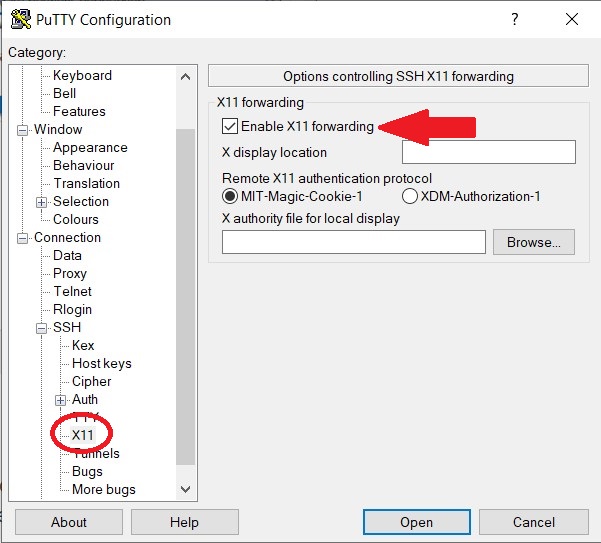 PuTTY Configuration
?
Category:
Keyboard
Bell
Features
Window
Appearance
Behaviour
Translation
Selection
Colours
Connection
Data
Proxy
Telnet
Rlogin
SSH
Kex
Host keys
Cipher
Auth
TTY
X11
Tunnels
Bugs
More bugs
Options controlling SSH X11 forwarding
X11 forwarding
Enable X11 forwarding
X display location
Remote X11 authentication protocol
MIT-Magic-Cookie-1 XDM-Authorization-1
X authority file for local display
Browse...
About Help Open Cancel